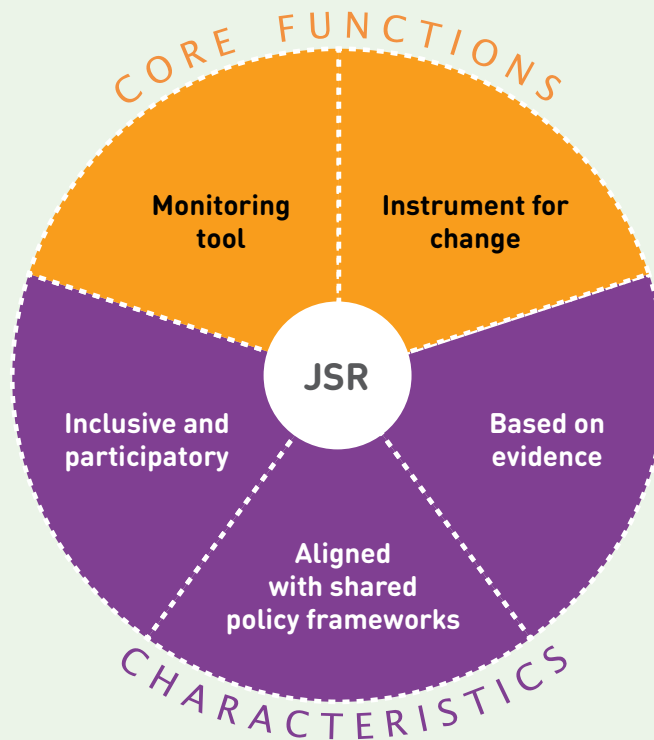 CORE FUNCTIONS
Monitoring
tool
Instrument for
change
JSR
Inclusive and
participatory
Based on
evidence
Aligned
with shared
policy frameworks
CHARACTERISTICS